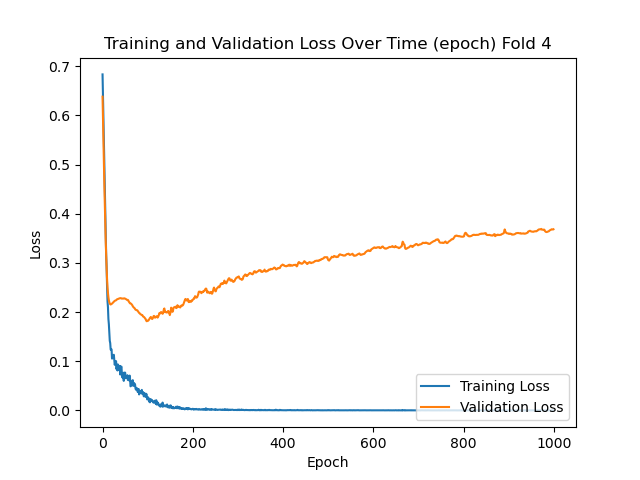 Training and Validation Loss Over Time (epoch) Fold 4
0.7
0.6
0.5
0.4
0.3
0.2
0.1
0.0
Loss
Training Loss
Validation Loss
0 200 400 600 800 1000
Epoch